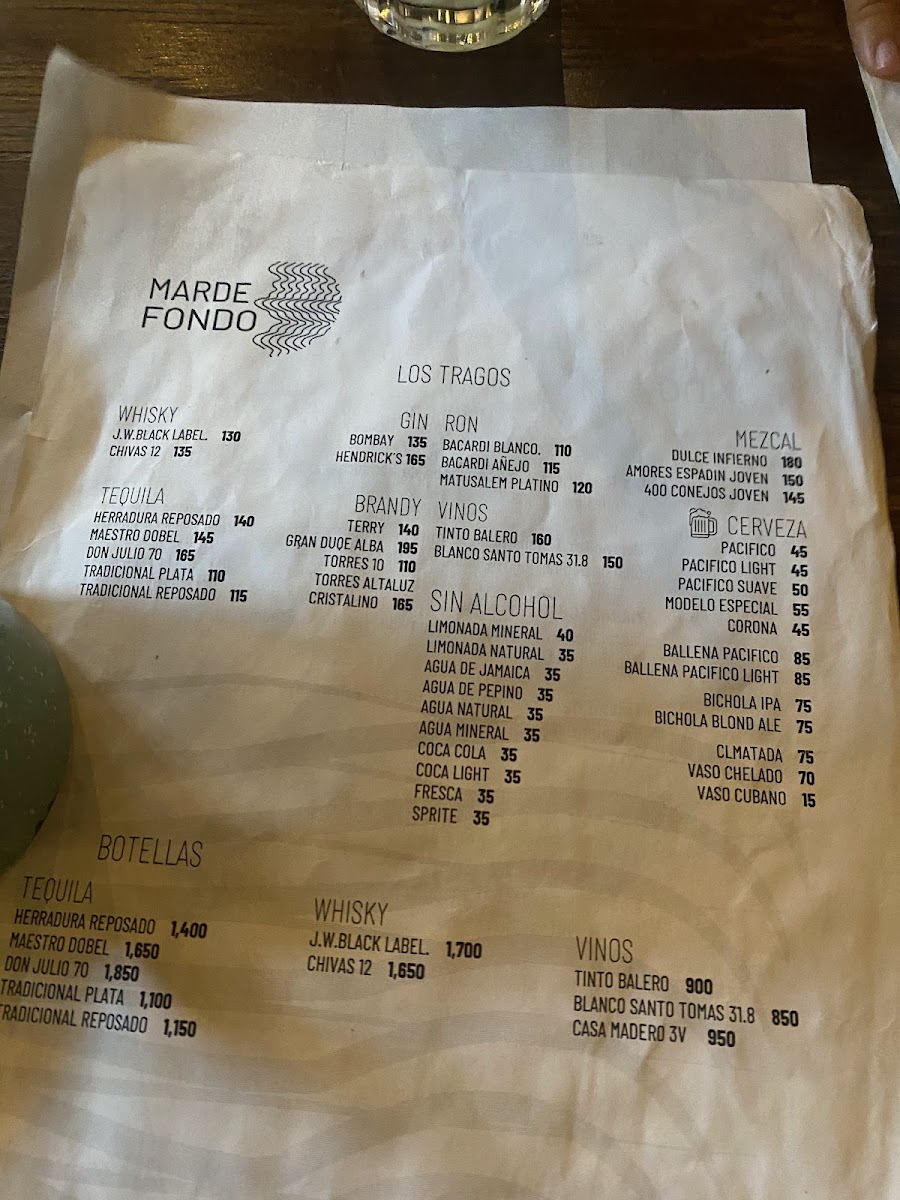 MARDE
FONDO
LOS TRAGOS
WHISKY
J.W.BLACK LABEL. 130
CHIVAS 12 135
GIN
BOMBAY 135
HENDRICK'S 165
RON
BACARDI BLANCO. 110
BACARDI AÑEJO 115
MATUSALEM PLATINO 120
MEZCAL
DULCE INFIERNO 180
AMORES ESPADIN JOVEN 150
400 CONEJOS JOVEN 145
TEQUILA
HERRADURA REPOSADO 140
MAESTRO DOBEL 145
DON JULIO 70 165
TRADICIONAL PLATA 110
TRADICIONAL REPOSADO 115
BRANDY
TERRY 140
GRAN DUQE ALBA 195
TORRES 10 110
TORRES ALTALUZ
CRISTALINO 165
VINOS
TINTO BALERO 160
BLANCO SANTO TOMAS 31.8 150
CERVEZA
PACIFICO 45
PACIFICO LIGHT 45
PACIFICO SUAVE 50
MODELO ESPECIAL 55
CORONA 45
BALLENA PACIFICO 85
BALLENA PACIFICO LIGHT 85
BICHOLA IPA 75
BICHOLA BLOND ALE 75
CLMATADA 75
VASO CHELADO 70
VASO CUBANO 15
SIN ALCOHOL
LIMONADA MINERAL 40
LIMONADA NATURAL 35
AGUA DE JAMAICA 35
AGUA DE PEPINO 35
AGUA NATURAL 35
AGUA MINERAL 35
COCA COLA 35
COCA LIGHT 35
FRESCA 35
SPRITE 35
BOTELLAS
TEQUILA
HERRADURA REPOSADO 1,400
MAESTRO DOBEL 1,650
DON JULIO 70 1,850
TRADICIONAL PLATA 1,100
TRADICIONAL REPOSADO 1,150
WHISKY
J.W.BLACK LABEL. 1,700
CHIVAS 12 1,650
VINOS
TINTO BALERO 900
BLANCO SANTO TOMAS 31.8 850
CASA MADERO 3V 950